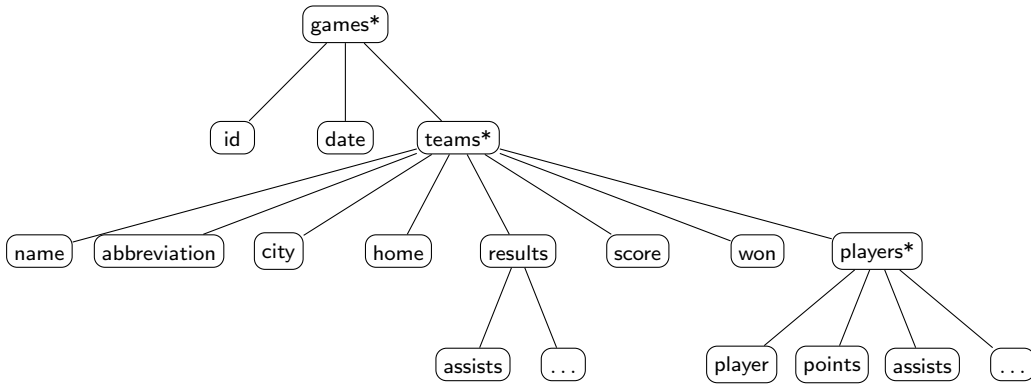 games*
id date teams*
name abbreviation city home results score won players*
assists ... player points assists ...